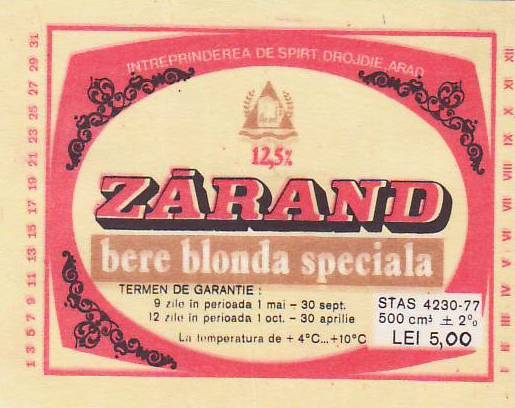 INTREPRINDEREA DE SPIRT, DROJDIE, ARAD
12,5%
ZĀRAND
bere blonda speciala
TERMEN DE GARANTIE :
9 zile in perioada 1 mai – 30 sept.
12 zile in perioada 1 oct. – 30 aprilie
La temperatura de + 4°C...+10°C
STAS 4230-77
500 cm³ ± 2%
LEI 5,00
1 3 5 7 9 11 13 15 17 19 21 23 25 27 29 31
I II III IV V VI VII VIII IX X XI XII